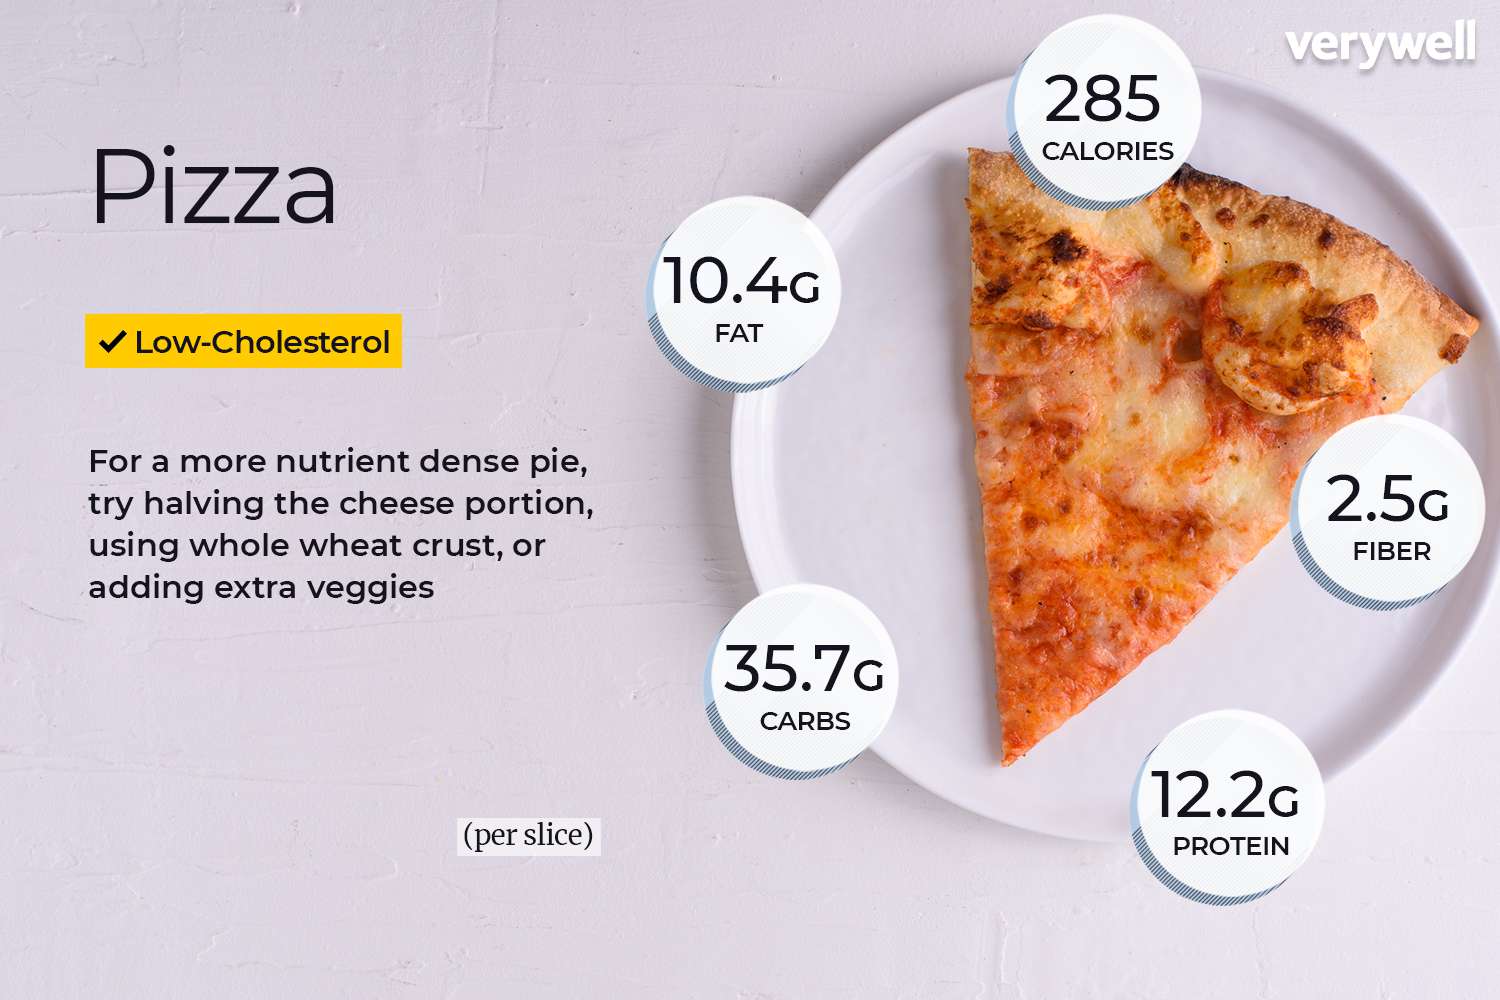 verywell
Pizza
Low-Cholesterol
For a more nutrient dense pie,
try halving the cheese portion,
using whole wheat crust, or
adding extra veggies
(per slice)
285
CALORIES
10.4G
FAT
2.5G
FIBER
35.7G
CARBS
12.2G
PROTEIN